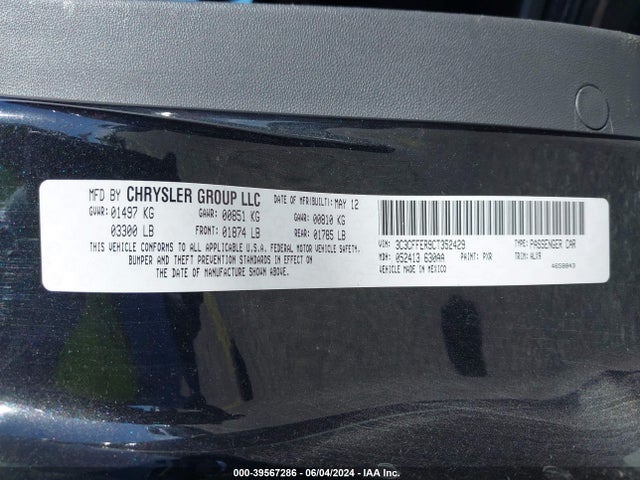 MFD BY CHRYSLER GROUP LLC DATE OF MFR(BUILT): MAY 12
GVWR: 01497 KG GAWR: 00851 KG GAWR: 00810 KG
03300 LB FRONT: 01874 LB REAR: 01785 LB
THIS VEHICLE CONFORMS TO ALL APPLICABLE U.S.A. FEDERAL MOTOR VEHICLE SAFETY,
BUMPER AND THEFT PREVENTION STANDARDS IN EFFECT ON
THE DATE OF MANUFACTURE SHOWN ABOVE.
VIN: 3C3CFFER9CT352429 TYPE: PASSENGER CAR
MDH: 052413 630AA PAINT: PXR TRIM: HLX9
VEHICLE MADE IN MEXICO 4658043
000-39567286 - 06/04/2024 - IAA Inc.